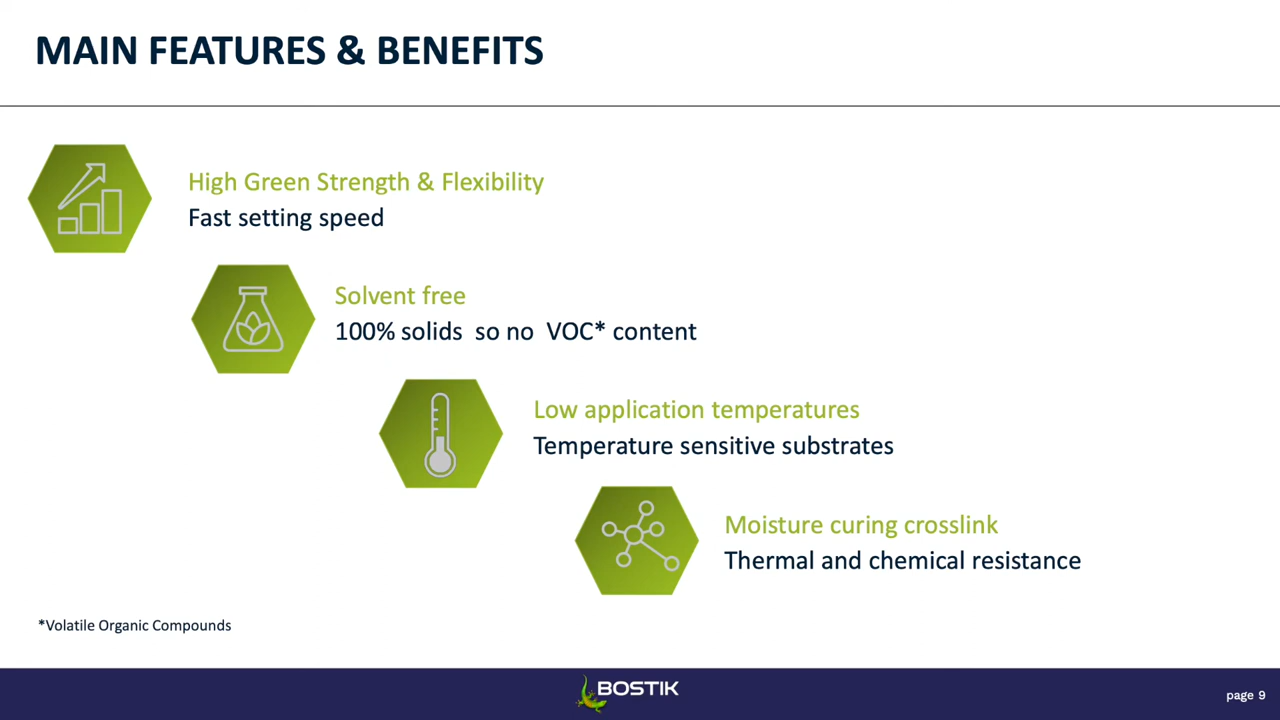 MAIN FEATURES & BENEFITS
High Green Strength & Flexibility
Fast setting speed
Solvent free
100% solids so no VOC* content
Low application temperatures
Temperature sensitive substrates
Moisture curing crosslink
Thermal and chemical resistance
*Volatile Organic Compounds
BOSTIK
page 9